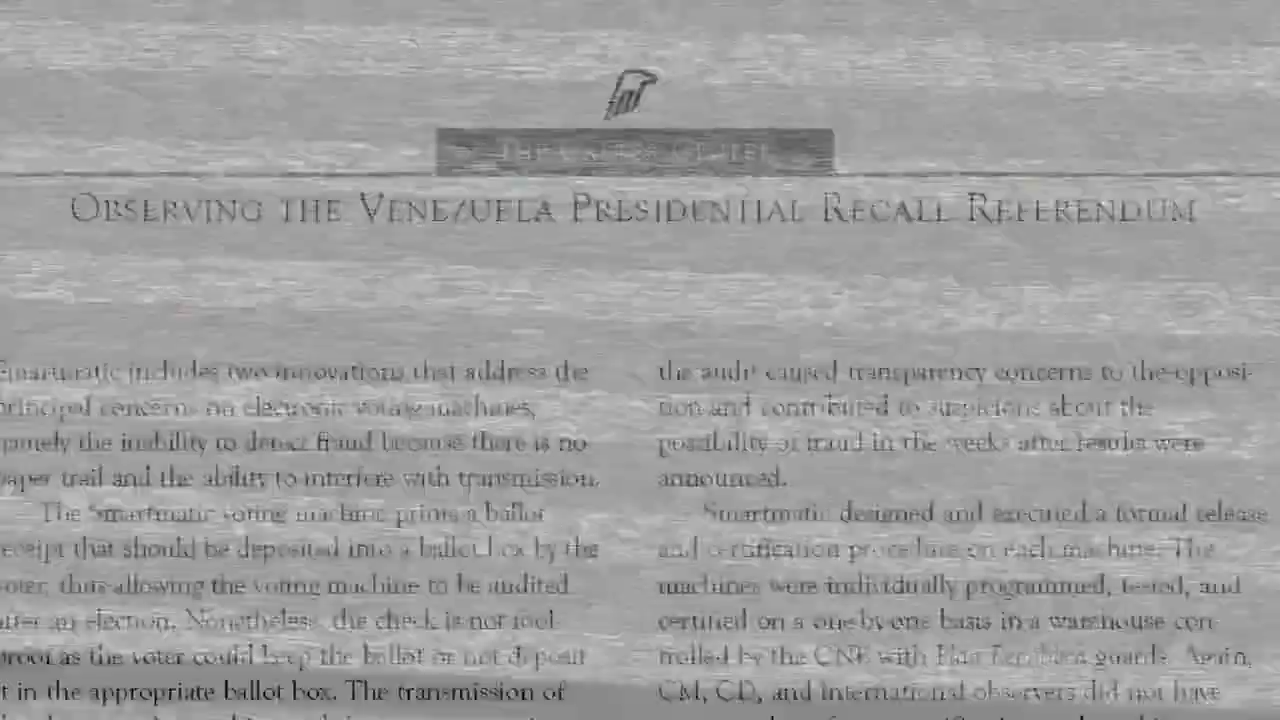 THE CARTER CENTER
OBSERVING THE VENEZUELA PRESIDENTIAL RECALL REFERENDUM
Smartmatic includes two innovations that address the
principal concerns on electronic voting machines,
namely the inability to detect fraud because there is no
paper trail and the ability to interfere with transmission.
The Smartmatic voting machine prints a ballot
receipt that should be deposited into a ballot box by the
voter, thus allowing the voting machine to be audited
after an election. Nonetheless, the check is not fool-
proof as the voter could keep the ballot or not deposit
it in the appropriate ballot box. The transmission of
the audit caused transparency concerns to the opposi-
tion and contributed to suspicions about the
possibility of fraud in the weeks after results were
announced.
Smartmatic designed and executed a formal release
and certification procedure on each machine. The
machines were individually programmed, tested, and
certified on a one-by-one basis in a warehouse con-
trolled by the CNE with guards. Again,
CM, CD, and international observers did not have